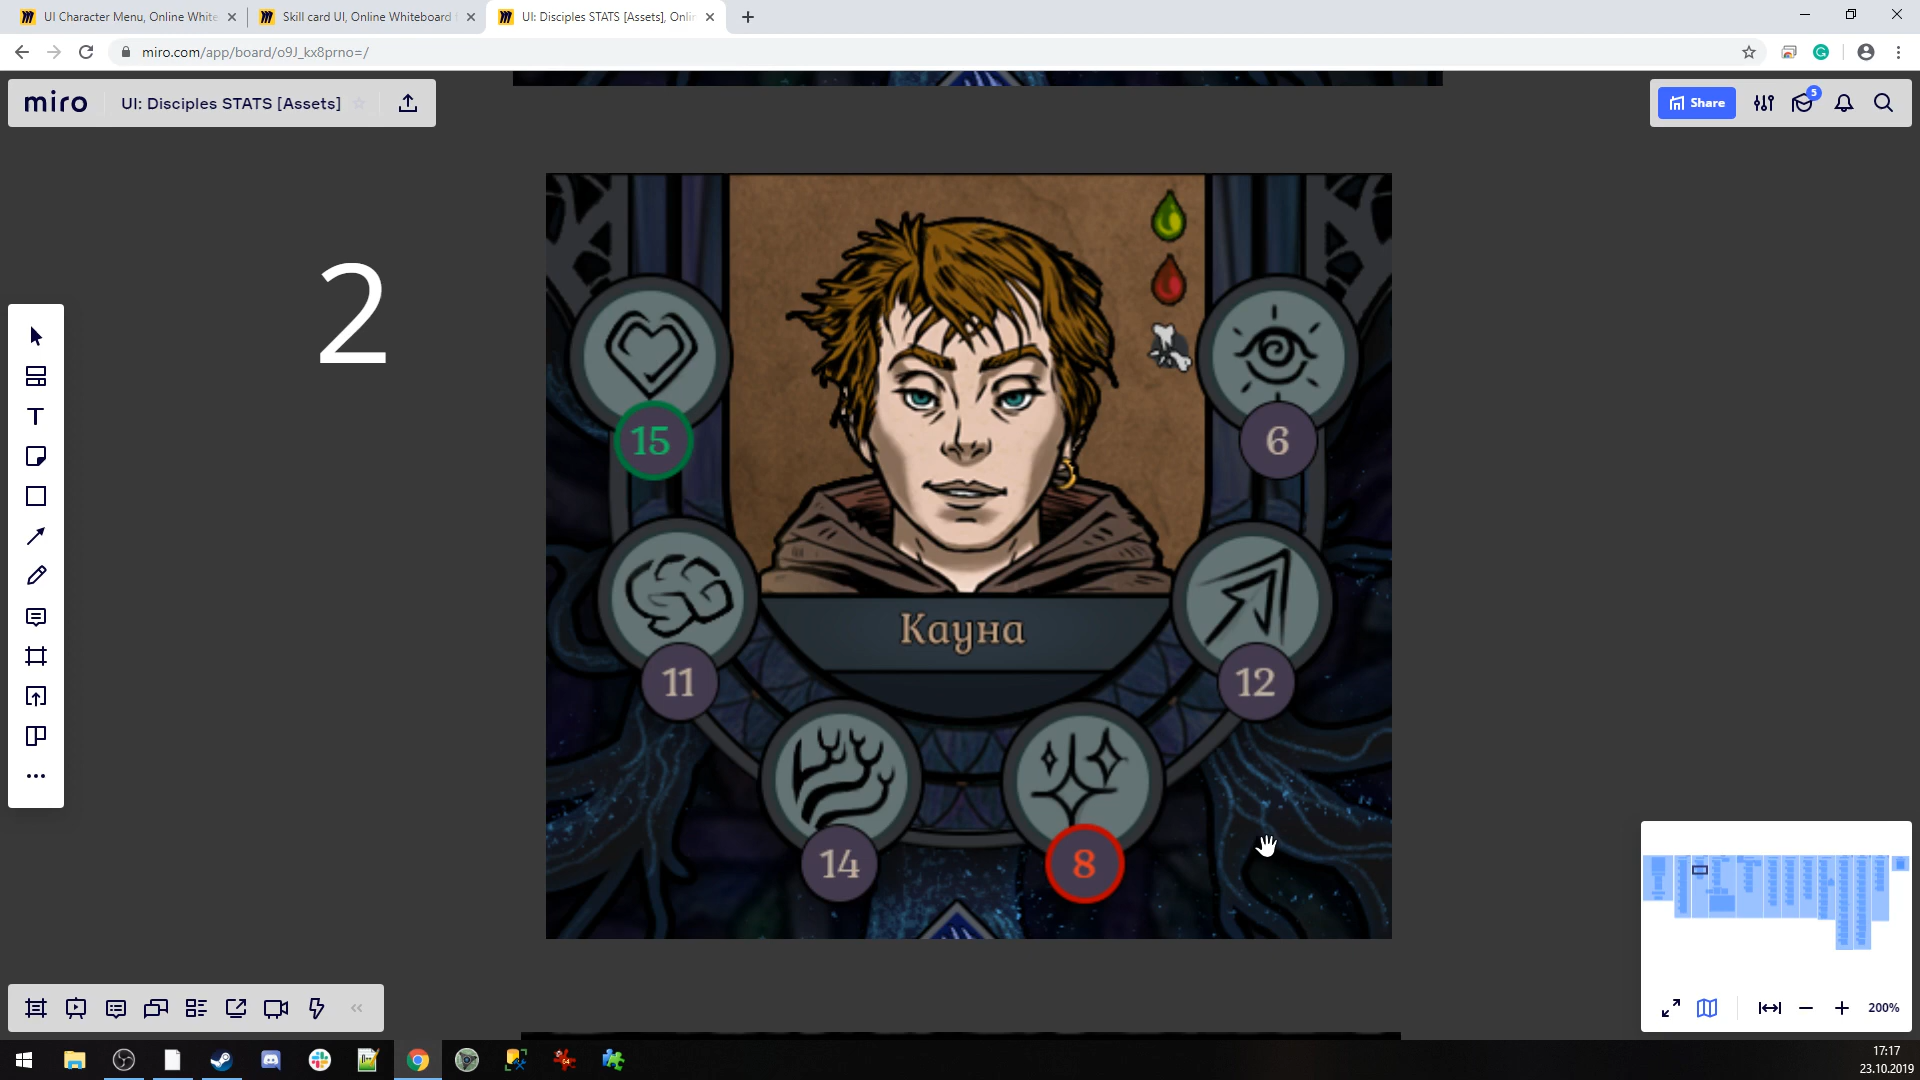 UI Character Menu, Online White
Skill card UI, Online Whiteboard
UI: Disciples STATS [Assets], Onli
miro.com/app/board/o9J_kx8prno=/
miro
UI: Disciples STATS [Assets]
Share
5
2
15
6
Кауна
11
12
14
8
200%
17:17
23.10.2019